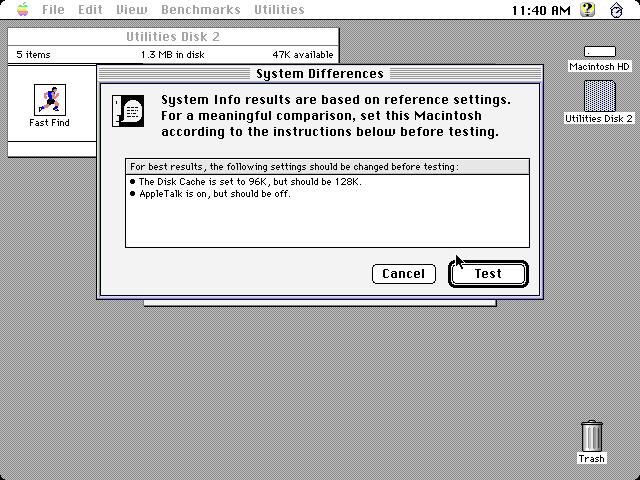 File Edit View Benchmarks Utilities 11:40 AM
Utilities Disk 2
5 items 1.3 MB in disk 47K available
Fast Find
Macintosh HD
Utilities Disk 2
System Differences
System Info results are based on reference settings.
For a meaningful comparison, set this Macintosh
according to the instructions below before testing.
For best results, the following settings should be changed before testing:
● The Disk Cache is set to 96K, but should be 128K.
● AppleTalk is on, but should be off.
Cancel Test
Trash